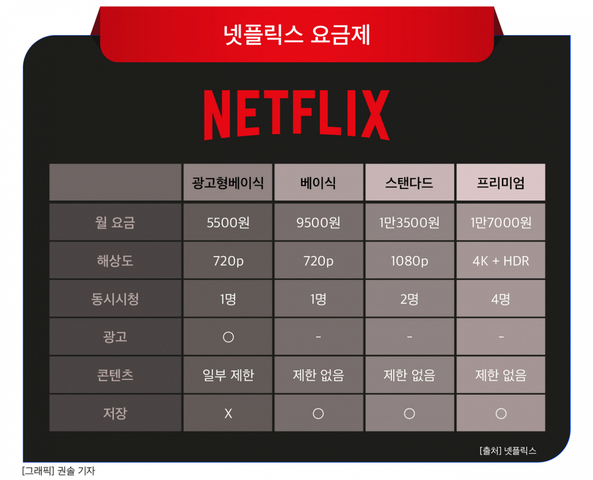 넷플릭스 요금제
NETFLIX
광고형베이식 베이식 스탠다드 프리미엄
월 요금 5500원 9500원 1만3500원 1만7000원
해상도 720p 720p 1080p 4K + HDR
동시시청 1명 1명 2명 4명
광고 ○ - - -
콘텐츠 일부 제한 제한 없음 제한 없음 제한 없음
저장 X ○ ○ ○
[출처] 넷플릭스
[그래픽] 권솔 기자